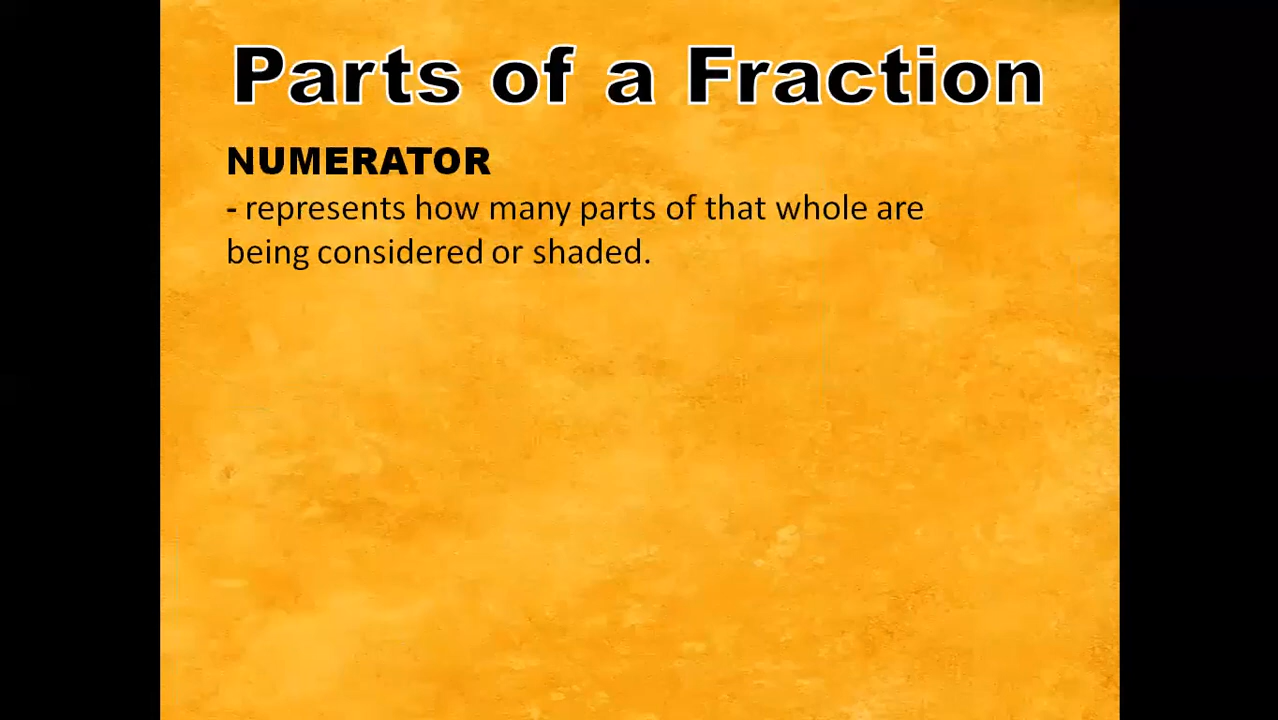 Parts of a Fraction
NUMERATOR
- represents how many parts of that whole are
being considered or shaded.